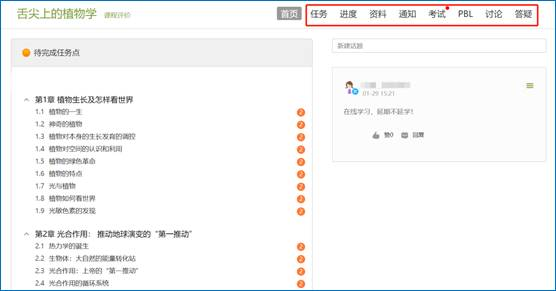 舌尖上的植物学 课程评价
首页 任务 进度 资料 通知 考试 PBL 讨论 答疑
待完成任务点
新建话题
第1章 植物生长及怎样看世界
1.1 植物的一生 2
1.2 神奇的植物 2
1.3 植物对本身的生长发育的调控 2
1.4 植物对空间的认识和利用 2
1.5 植物的绿色革命 2
1.6 植物的特点 2
1.7 光与植物 2
1.8 植物如何看世界 2
1.9 光敏色素的发现 2
第2章 光合作用：推动地球演变的“第一推动”
2.1 热力学的诞生 2
2.2 生物体：大自然的能量转化站 2
2.3 光合作用：上帝的“第一推动” 2
2.4 光合作用的循环系统 2
01-29 15:21
在线学习，延期不延学！
赞0 回复